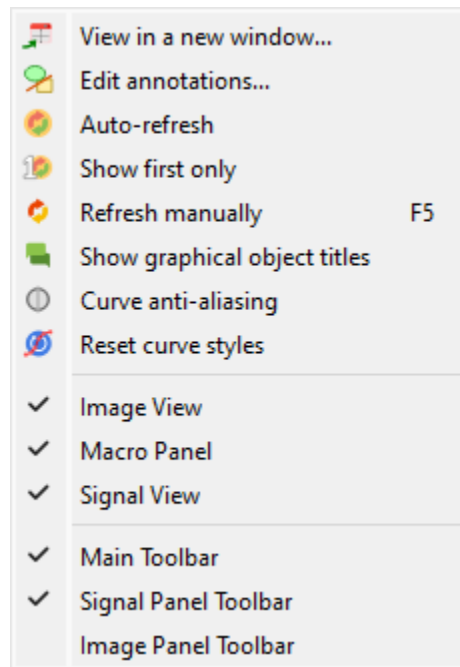 View in a new window...
Edit annotations...
Auto-refresh
Show first only
Refresh manually F5
Show graphical object titles
Curve anti-aliasing
Reset curve styles
Image View
Macro Panel
Signal View
Main Toolbar
Signal Panel Toolbar
Image Panel Toolbar